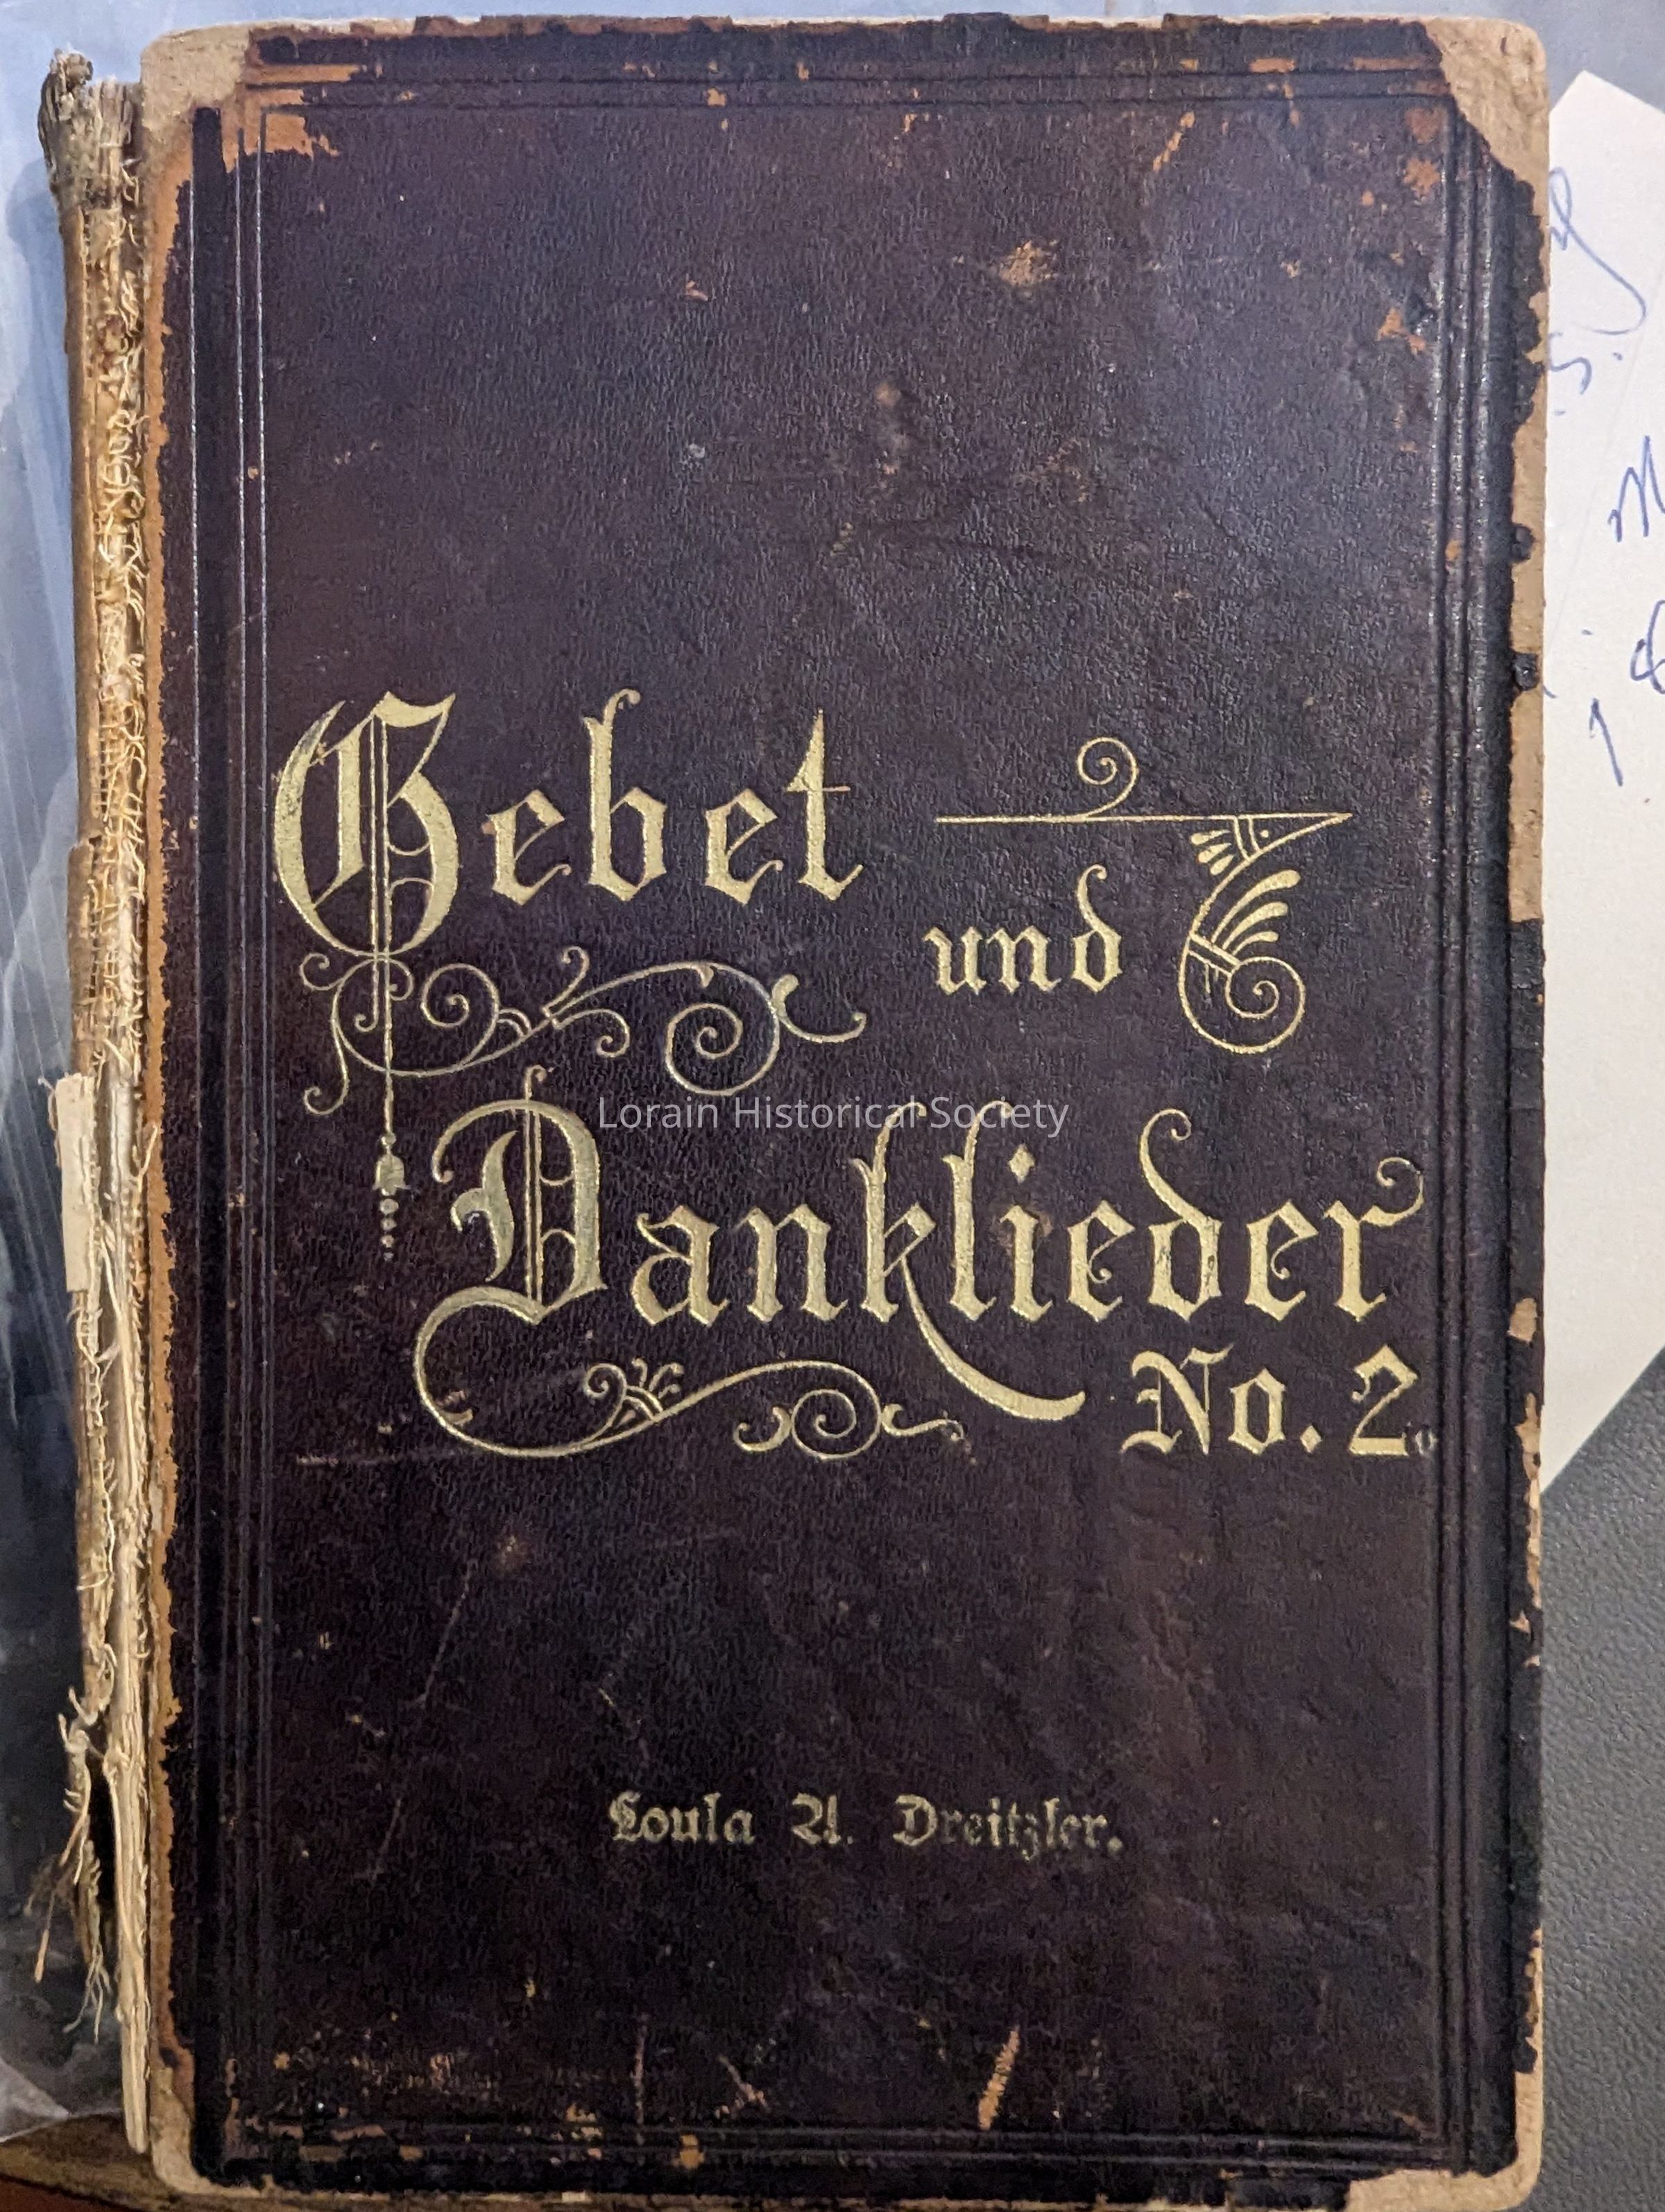 Gebet
und
Danklieder
No. 2.
Loula A. Dreitzler.
Lorain Historical Society